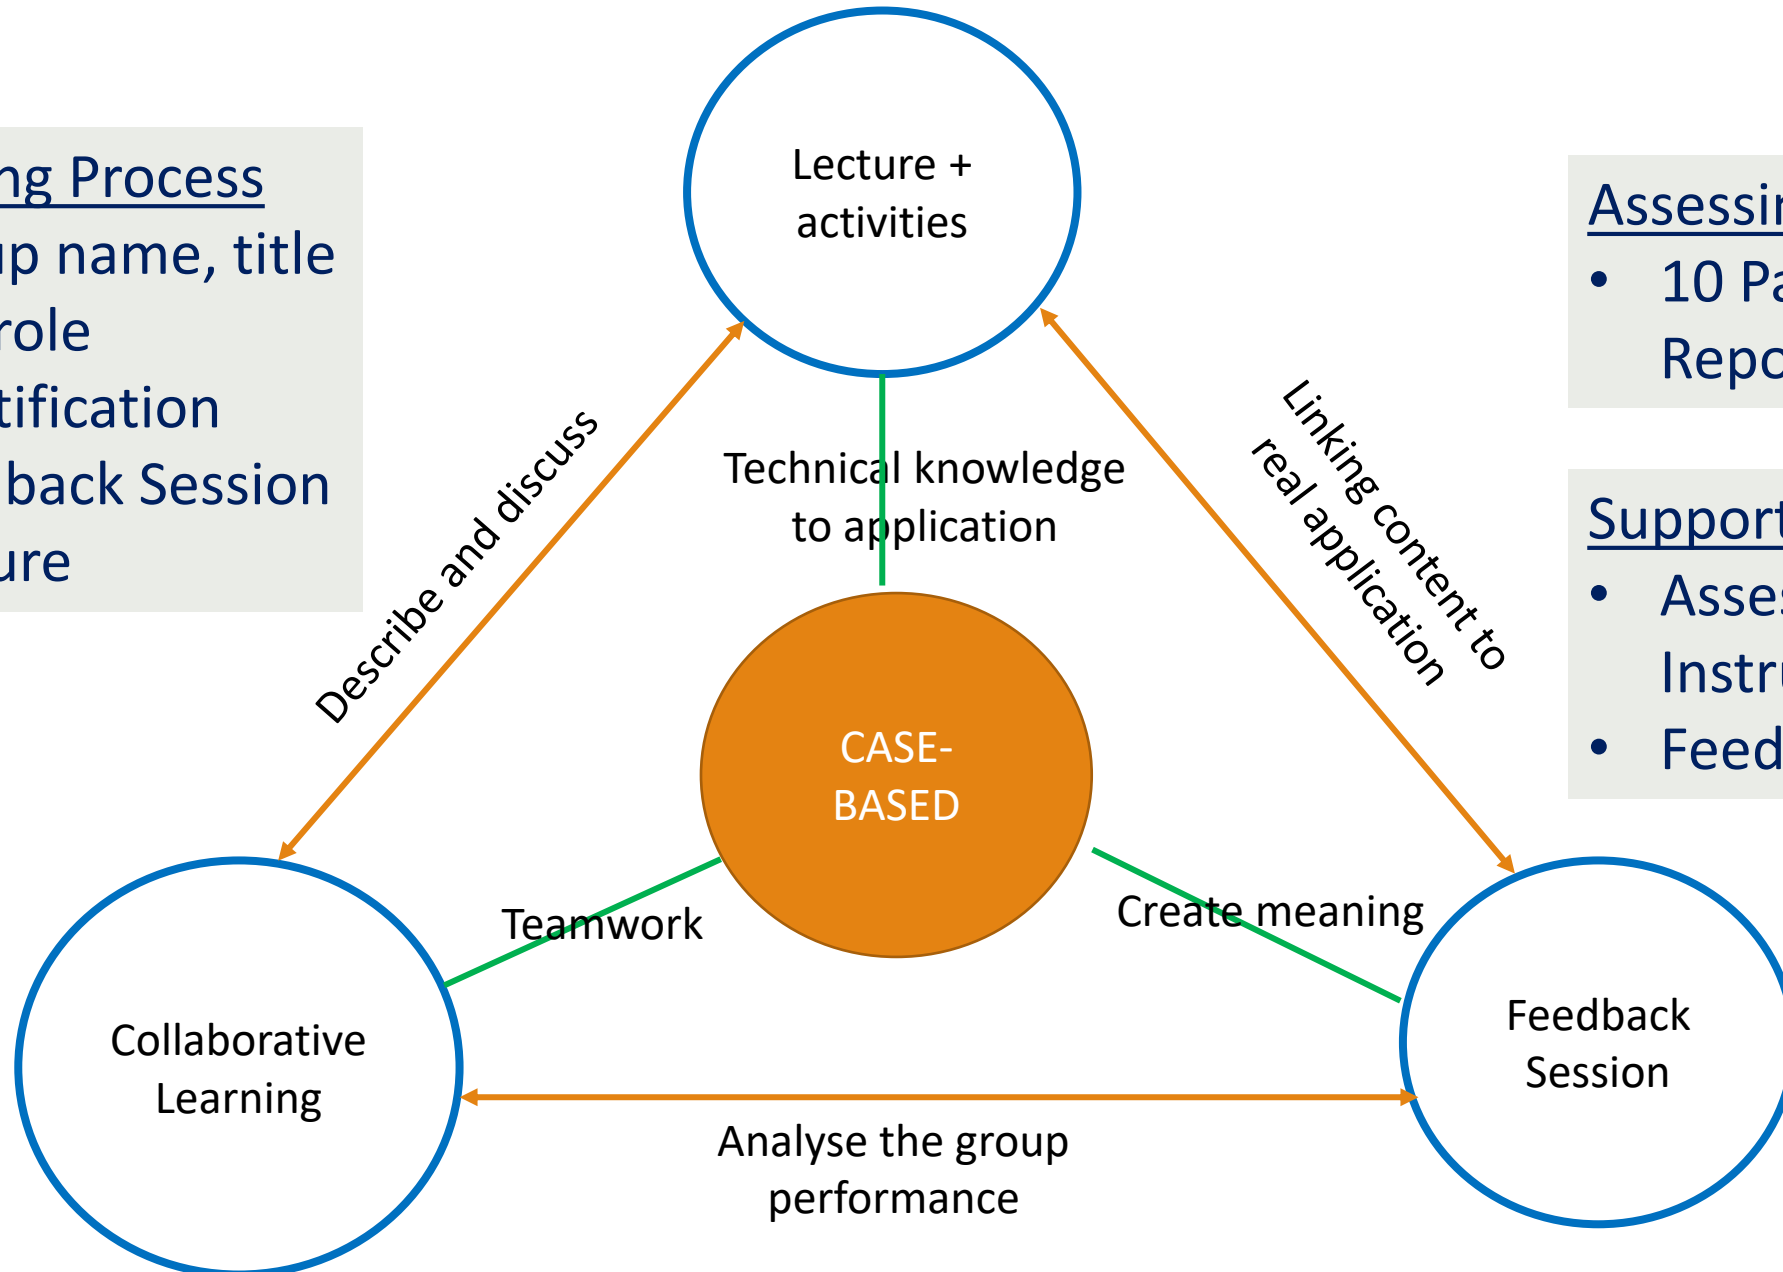 Lecture +
activities
ng Process
up name, title
role
tification
back Session
ure
Assessin
• 10 Pa
Repo
Support
• Asses
Instru
• Feed
Describe and discuss
Technical knowledge
to application
Linking content to
real application
CASE-
BASED
Teamwork
Create meaning
Collaborative
Learning
Feedback
Session
Analyse the group
performance